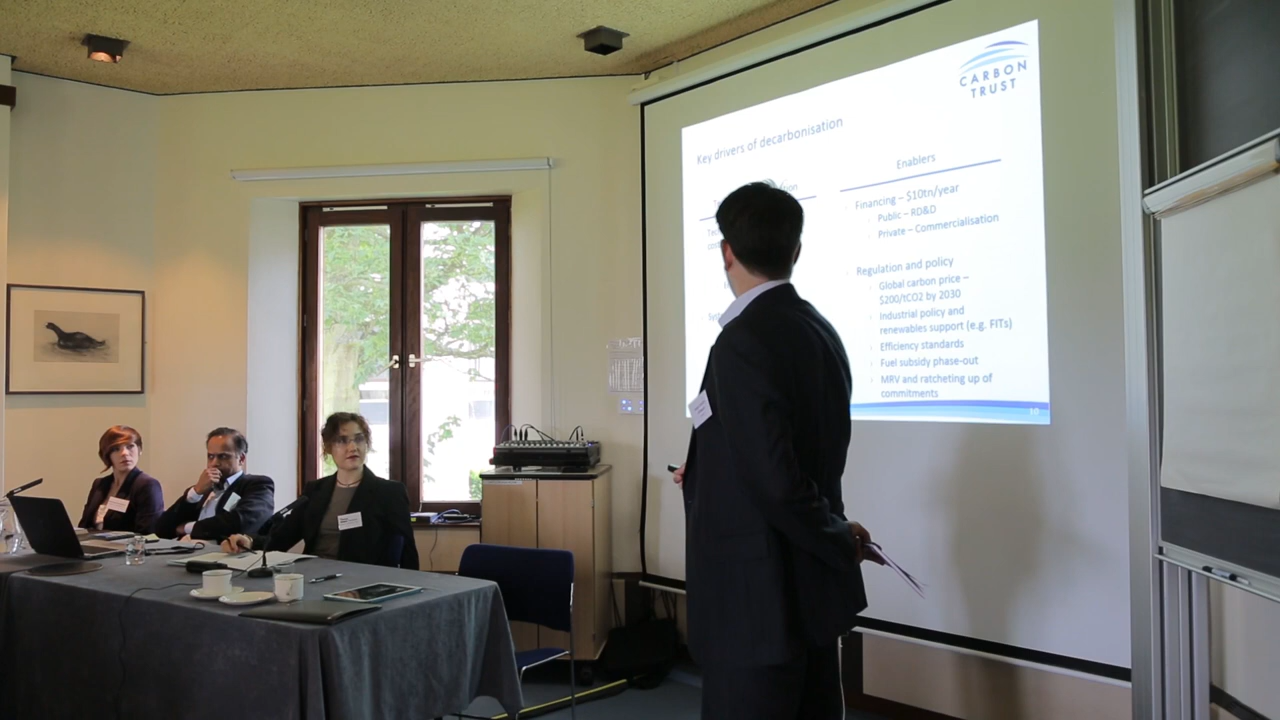 CARBON
TRUST
Key drivers of decarbonisation
Enablers
Financing – $10tn/year
Public – RD&D
Private – Commercialisation
Regulation and policy
Global carbon price –
$200/tCO2 by 2030
Industrial policy and
renewables support (e.g. FITs)
Efficiency standards
Fuel subsidy phase-out
MRV and ratcheting up of
commitments
10